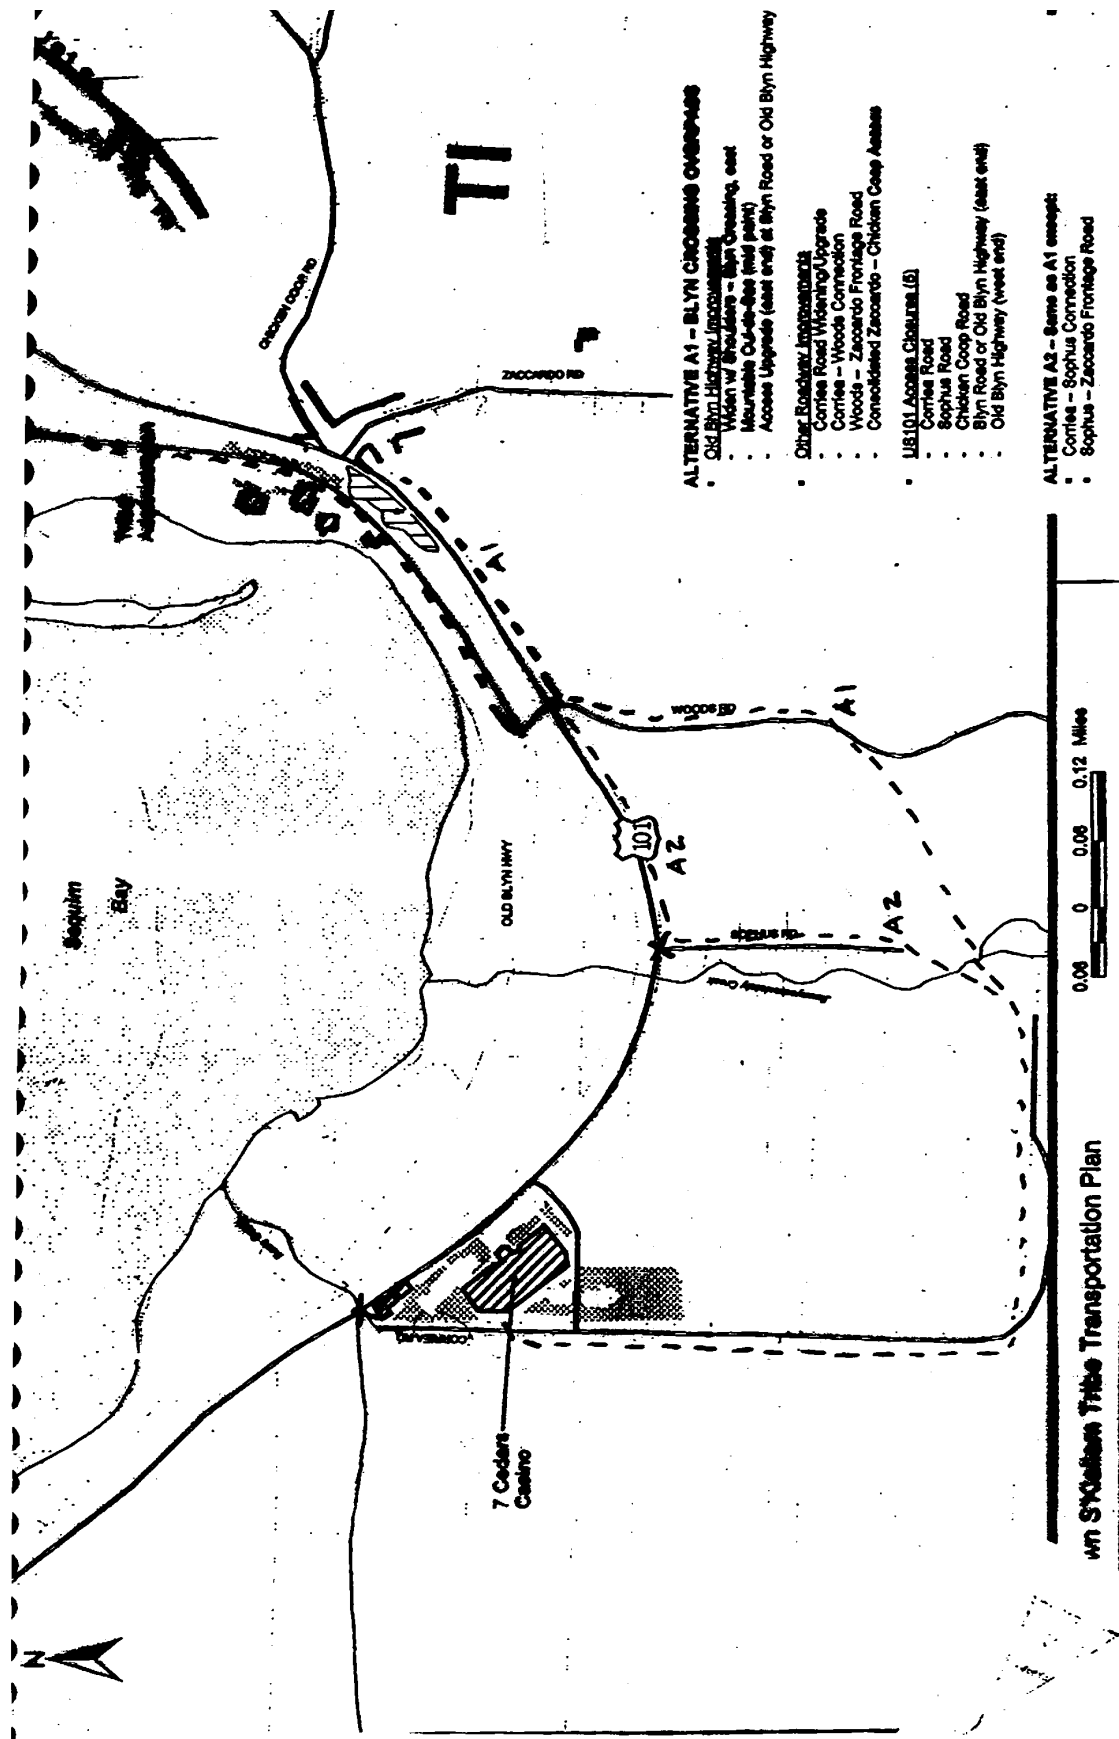 N
Sequim
Bay
CHICKEN COOP RD
ZACCARDO RD
OLD BLYN HWY
WOODS RD
SOPHUS RD
CORRIEA RD
101
A1
A1
A2
A2
7 Cedars
Casino
ALTERNATIVE A1 – BLYN CROSSING OVERPASS
Old Blyn Highway Improvements
- Widen w/ Shoulders – Blyn Crossing, east
- Mountable Cul-de-Sac (mid point)
- Access Upgrade (east end) at Blyn Road or Old Blyn Highway
Other Roadway Improvements
- Corriea Road Widening/Upgrade
- Corriea – Woods Connection
- Woods – Zaccardo Frontage Road
- Consolidated Zaccardo – Chicken Coop Access
US101 Access Closures (5)
- Corriea Road
- Sophus Road
- Chicken Coop Road
- Blyn Road or Old Blyn Highway (east end)
- Old Blyn Highway (west end)
ALTERNATIVE A2 – Same as A1 except:
Corriea – Sophus Connection
Sophus – Zaccardo Frontage Road
0.06 0 0.06 0.12 Miles
wn S'Klallam Tribe Transportation Plan